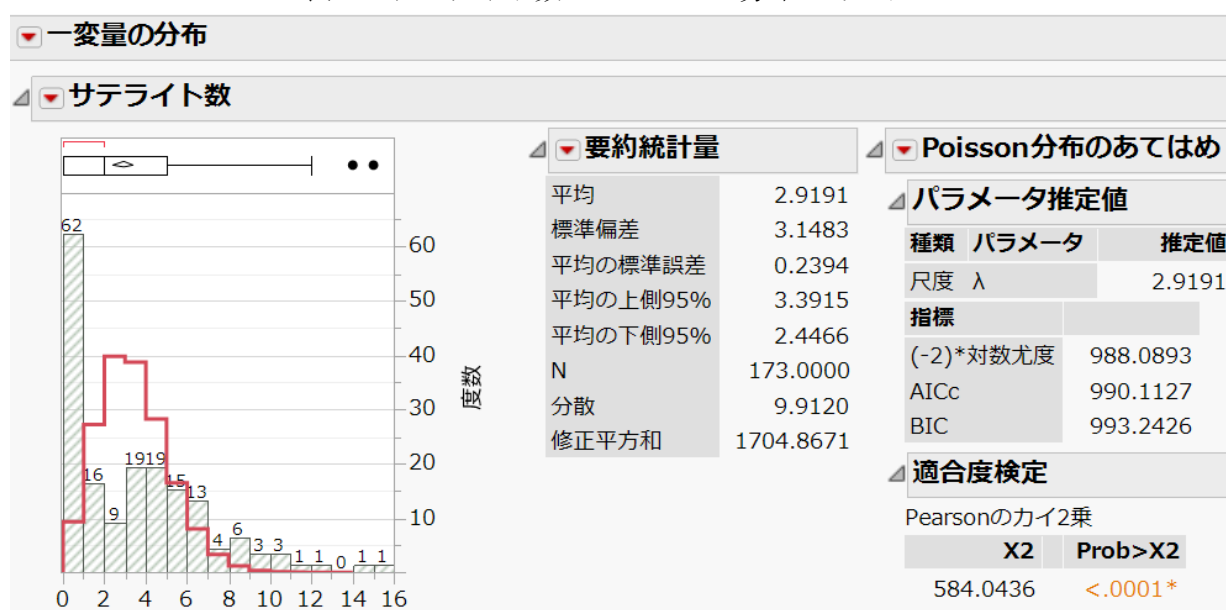 一変量の分布
サテライト数
62
16
9
19
19
15
13
4
6
3
3
1
1
0
1
1
60
50
40
30
20
10
度数
0 2 4 6 8 10 12 14 16
要約統計量
平均 2.9191
標準偏差 3.1483
平均の標準誤差 0.2394
平均の上側95% 3.3915
平均の下側95% 2.4466
N 173.0000
分散 9.9120
修正平方和 1704.8671
Poisson分布のあてはめ
パラメータ推定値
種類 パラメータ 推定値
尺度 λ 2.9191
指標
(-2)*対数尤度 988.0893
AICc 990.1127
BIC 993.2426
適合度検定
Pearsonのカイ2乗
X2 Prob>X2
584.0436 <.0001*